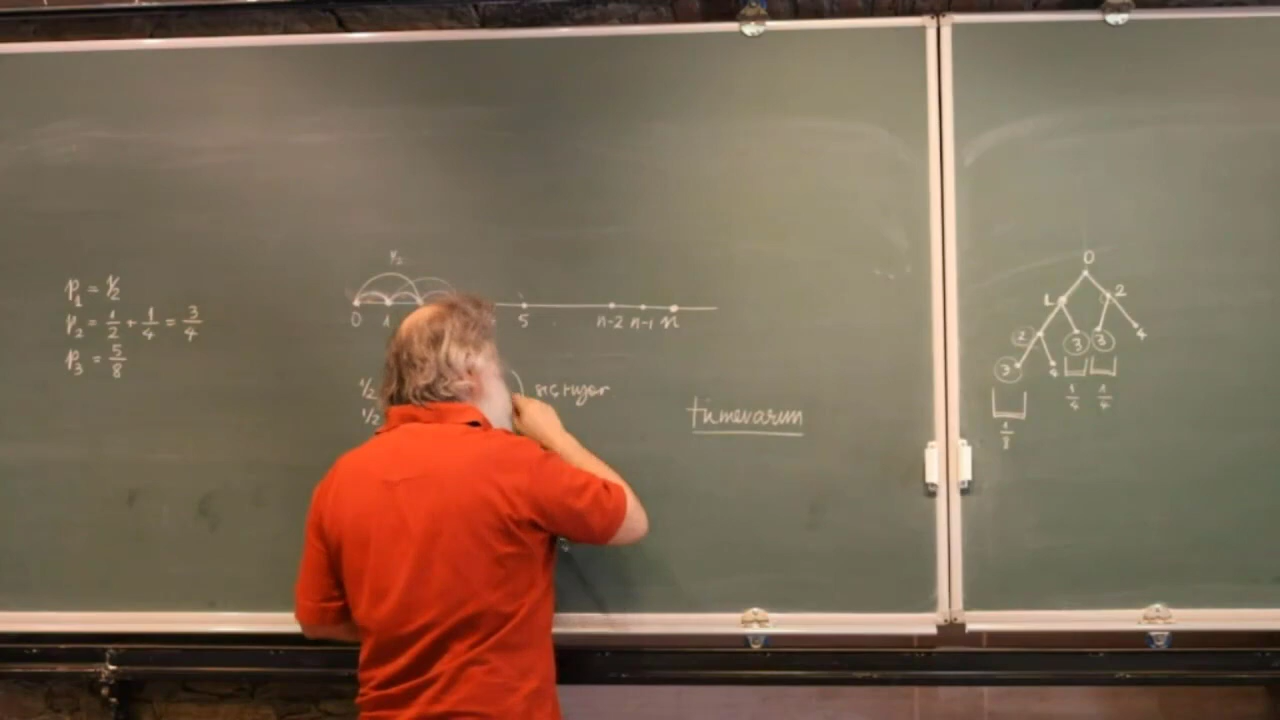 p₁ = 1/2
p₂ = 1/2 + 1/4 = 3/4
p₃ = 5/8
1/2
0 1 5 n-2 n-1 n
1/2
1/2
sıçrıyor
tümevarım
0
1 2
2 3 3 4
3 4
1/4 1/4
1/8